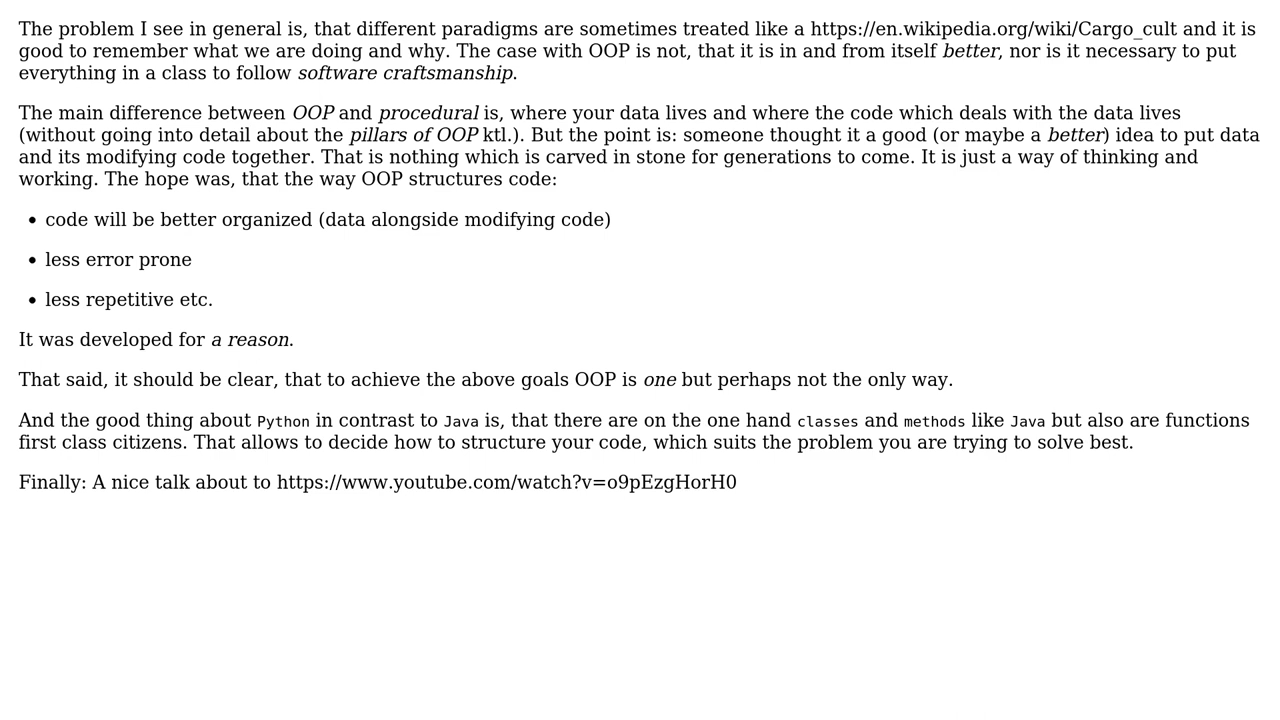 The problem I see in general is, that different paradigms are sometimes treated like a https://en.wikipedia.org/wiki/Cargo_cult and it is
good to remember what we are doing and why. The case with OOP is not, that it is in and from itself better, nor is it necessary to put
everything in a class to follow software craftsmanship.
The main difference between OOP and procedural is, where your data lives and where the code which deals with the data lives
(without going into detail about the pillars of OOP ktl.). But the point is: someone thought it a good (or maybe a better) idea to put data
and its modifying code together. That is nothing which is carved in stone for generations to come. It is just a way of thinking and
working. The hope was, that the way OOP structures code:
• code will be better organized (data alongside modifying code)
• less error prone
• less repetitive etc.
It was developed for a reason.
That said, it should be clear, that to achieve the above goals OOP is one but perhaps not the only way.
And the good thing about Python in contrast to Java is, that there are on the one hand classes and methods like Java but also are functions
first class citizens. That allows to decide how to structure your code, which suits the problem you are trying to solve best.
Finally: A nice talk about to https://www.youtube.com/watch?v=o9pEzgHorH0